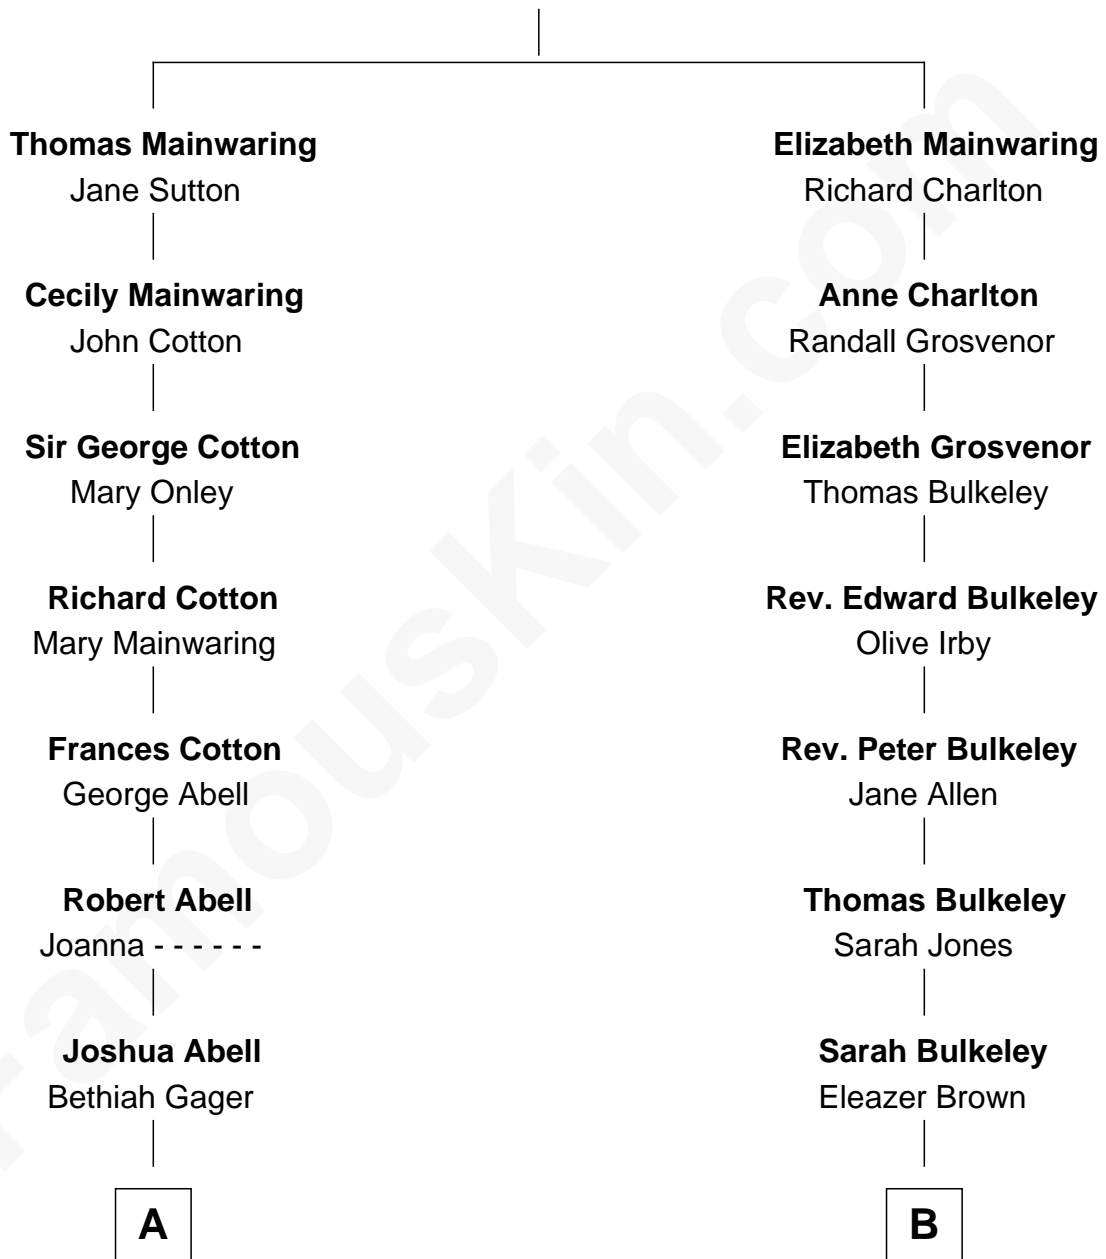 Thomas Mainwaring
Jane Sutton
Cecily Mainwaring
John Cotton
Sir George Cotton
Mary Onley
Richard Cotton
Mary Mainwaring
Frances Cotton
George Abell
Robert Abell
Joanna - - - - - -
Joshua Abell
Bethiah Gager
A
Elizabeth Mainwaring
Richard Charlton
Anne Charlton
Randall Grosvenor
Elizabeth Grosvenor
Thomas Bulkeley
Rev. Edward Bulkeley
Olive Irby
Rev. Peter Bulkeley
Jane Allen
Thomas Bulkeley
Sarah Jones
Sarah Bulkeley
Eleazer Brown
B
FamousKin.com